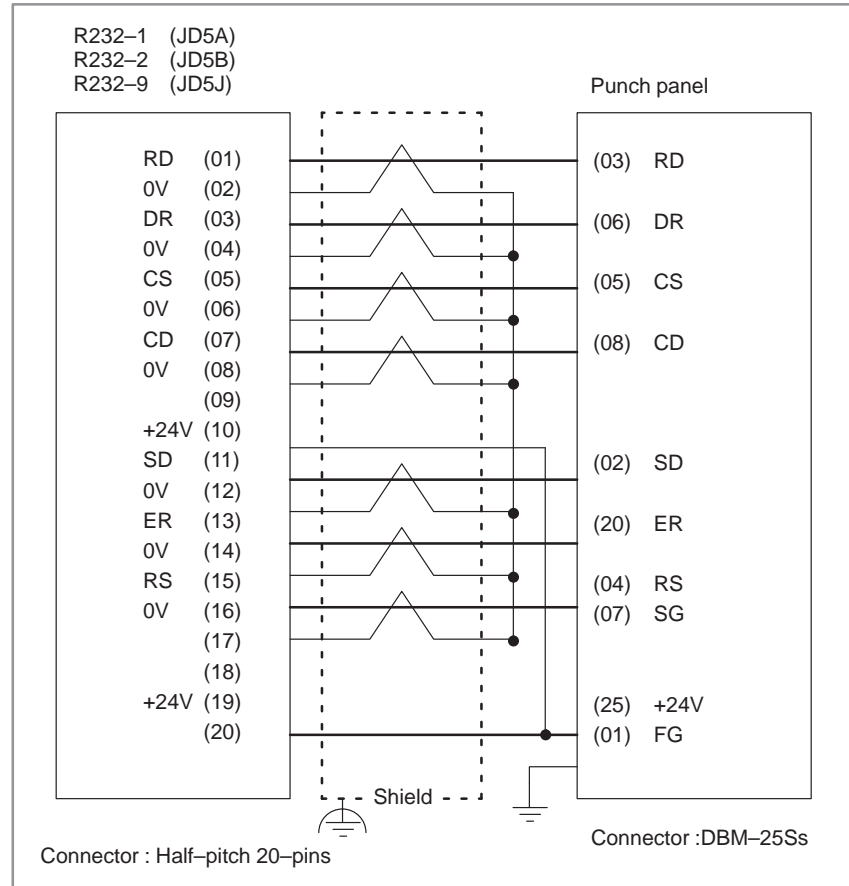 R232–1 (JD5A)
R232–2 (JD5B)
R232–9 (JD5J)
Punch panel
RD (01)
0V (02)
DR (03)
0V (04)
CS (05)
0V (06)
CD (07)
0V (08)
(09)
+24V (10)
SD (11)
0V (12)
ER (13)
0V (14)
RS (15)
0V (16)
(17)
(18)
+24V (19)
(20)
(03) RD
(06) DR
(05) CS
(08) CD
(02) SD
(20) ER
(04) RS
(07) SG
(25) +24V
(01) FG
Shield
Connector : Half–pitch 20–pins
Connector :DBM–25Ss